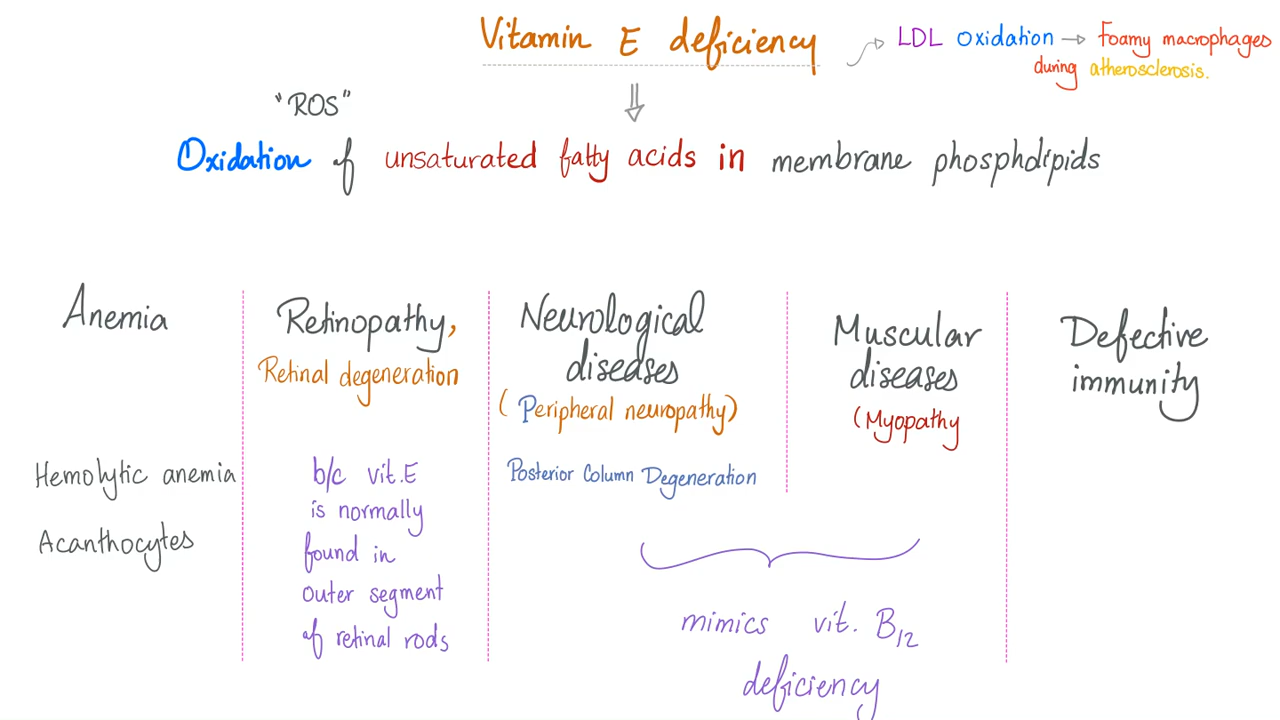 Vitamin E deficiency
LDL Oxidation → Foamy macrophages
during atherosclerosis.
"ROS"
Oxidation of unsaturated fatty acids in membrane phospholipids
Anemia
Hemolytic anemia
Acanthocytes
Retinopathy,
Retinal degeneration
b/c vit.E
is normally
found in
outer segment
of retinal rods
Neurological
diseases
(Peripheral neuropathy)
Posterior Column Degeneration
Muscular
diseases
(Myopathy
mimics vit. B12
deficiency
Defective
immunity